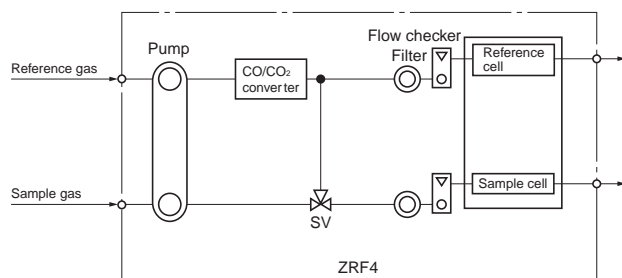 Flow checker
Pump
Filter
Reference gas
CO/CO₂
converter
Reference
cell
Sample gas
Sample cell
SV
ZRF4